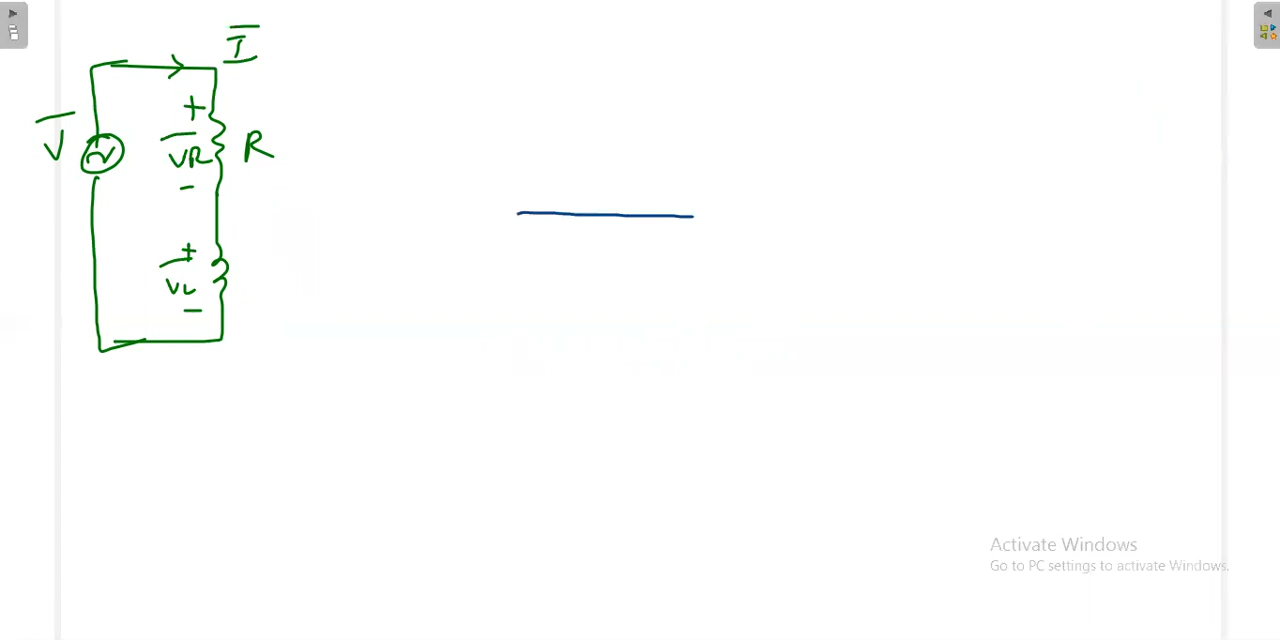 I
+
V
VR
R
-
+
VL
-
Activate Windows
Go to PC settings to activate Windows.